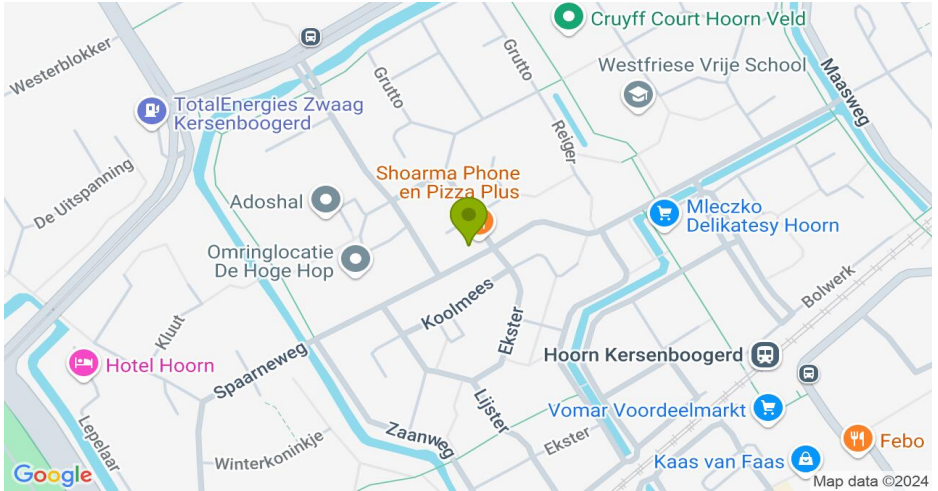 Cruyff Court Hoorn Veld
Westerblokker
Grutto
Grutto
Westfriese Vrije School
Maasweg
TotalEnergies Zwaag
Kersenboogerd
Reiger
De Uitspanning
Shoarma Phone
en Pizza Plus
Adoshal
Mleczko
Delikatesy Hoorn
Omringlocatie
De Hoge Hop
Koolmees
Bolwerk
Kluut
Ekster
Hotel Hoorn
Spaarneweg
Hoorn Kersenboogerd
Lijster
Lepelaar
Vomar Voordeelmarkt
Zaanweg
Ekster
Febo
Winterkoninkje
Kaas van Faas
Google
Map data ©2024